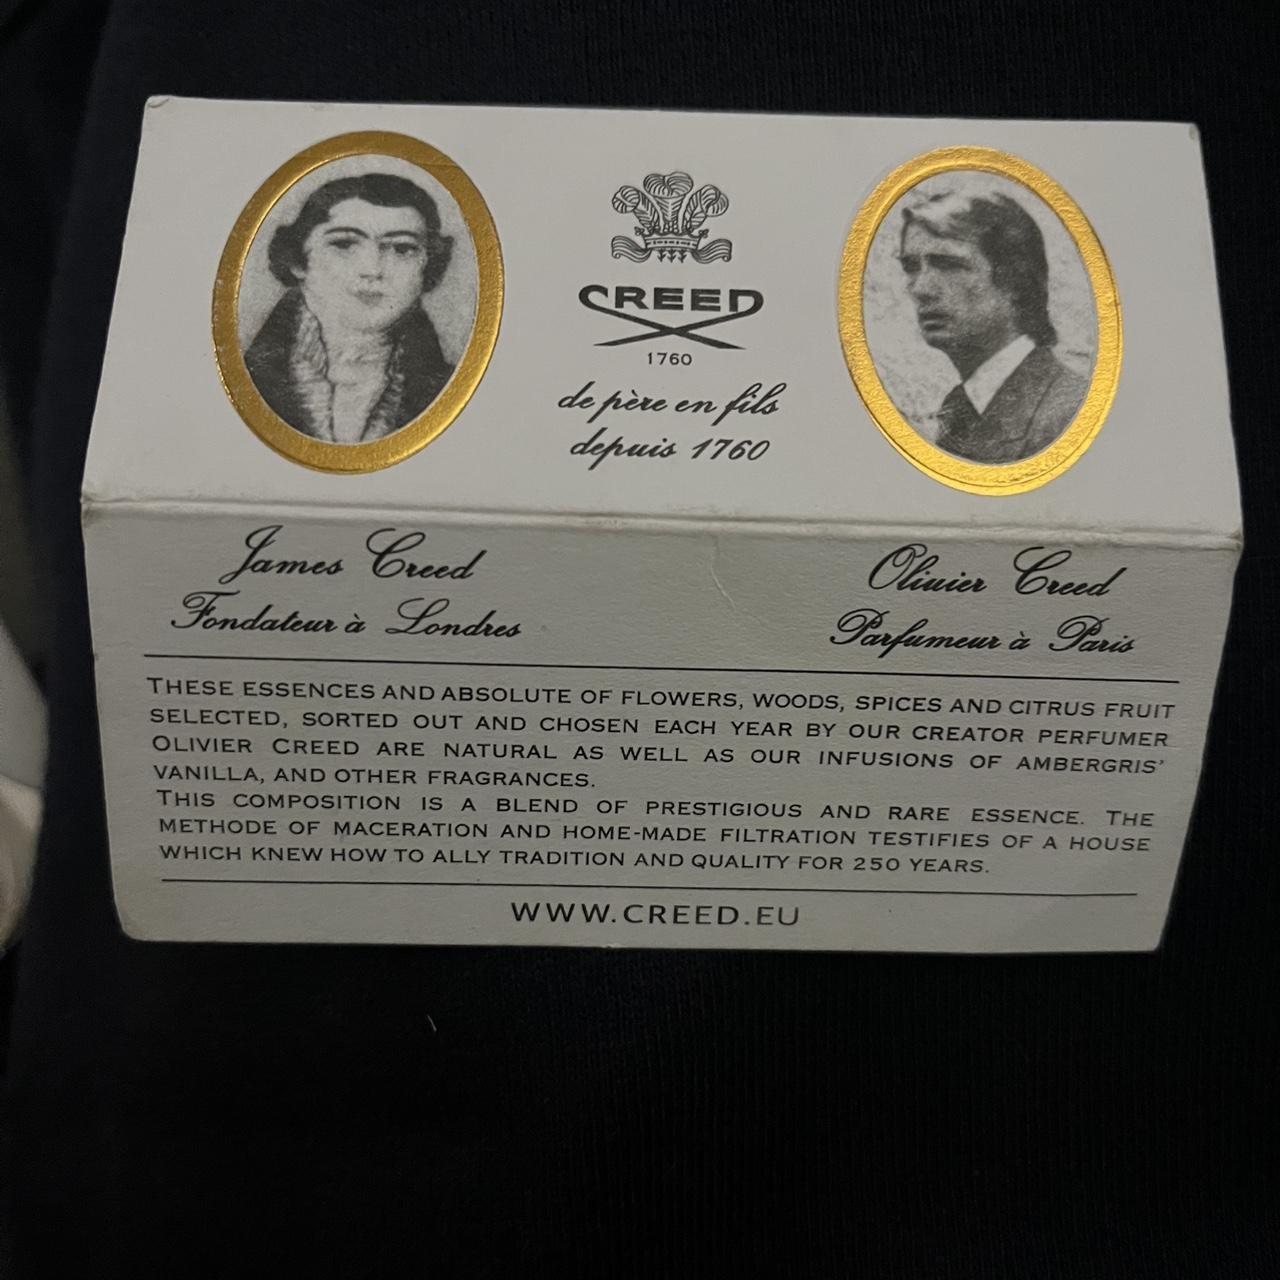 CREED
1760
de père en fils
depuis 1760
James Creed
Fondateur à Londres
Olivier Creed
Parfumeur à Paris
THESE ESSENCES AND ABSOLUTE OF FLOWERS, WOODS, SPICES AND CITRUS FRUIT
SELECTED, SORTED OUT AND CHOSEN EACH YEAR BY OUR CREATOR PERFUMER
OLIVIER CREED ARE NATURAL AS WELL AS OUR INFUSIONS OF AMBERGRIS'
VANILLA, AND OTHER FRAGRANCES.
THIS COMPOSITION IS A BLEND OF PRESTIGIOUS AND RARE ESSENCE. THE
METHODE OF MACERATION AND HOME-MADE FILTRATION TESTIFIES OF A HOUSE
WHICH KNEW HOW TO ALLY TRADITION AND QUALITY FOR 250 YEARS.
WWW.CREED.EU